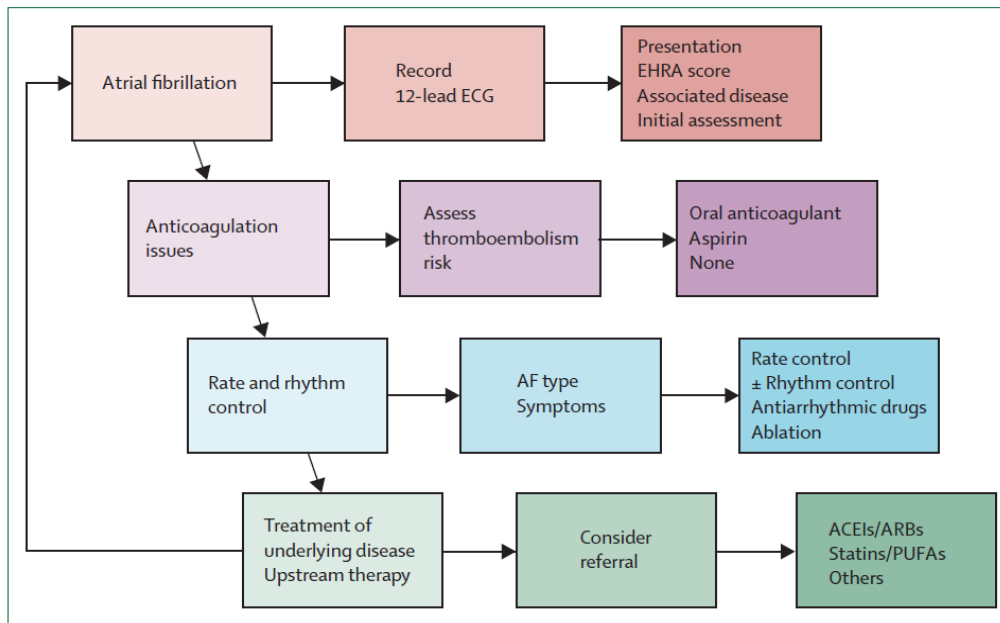 Atrial fibrillation
Record
12-lead ECG
Presentation
EHRA score
Associated disease
Initial assessment
Anticoagulation
issues
Assess
thromboembolism
risk
Oral anticoagulant
Aspirin
None
Rate and rhythm
control
AF type
Symptoms
Rate control
± Rhythm control
Antiarrhythmic drugs
Ablation
Treatment of
underlying disease
Upstream therapy
Consider
referral
ACEIs/ARBs
Statins/PUFAs
Others